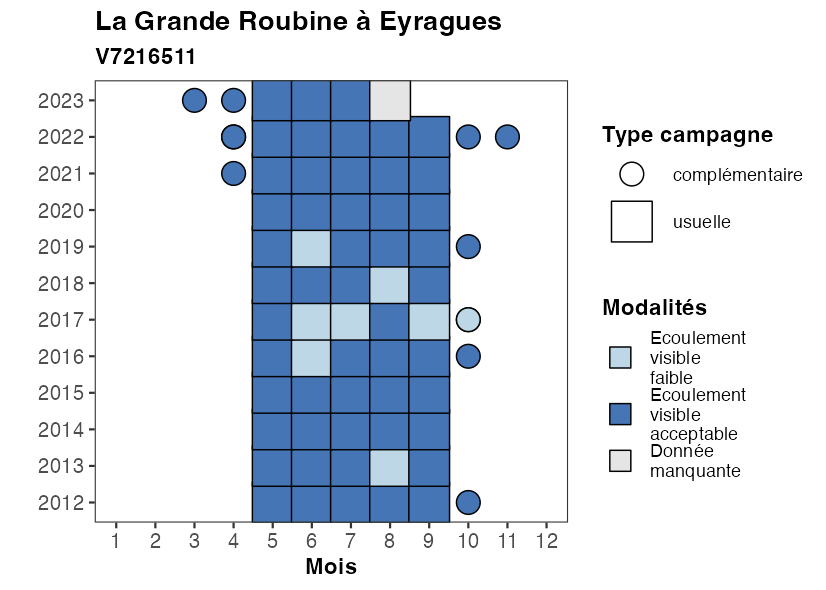 La Grande Roubine à Eyragues
V7216511
2023
2022
2021
2020
2019
2018
2017
2016
2015
2014
2013
2012
1 2 3 4 5 6 7 8 9 10 11 12
Mois
Type campagne
complémentaire
usuelle
Modalités
Ecoulement
visible
faible
Ecoulement
visible
acceptable
Donnée
manquante